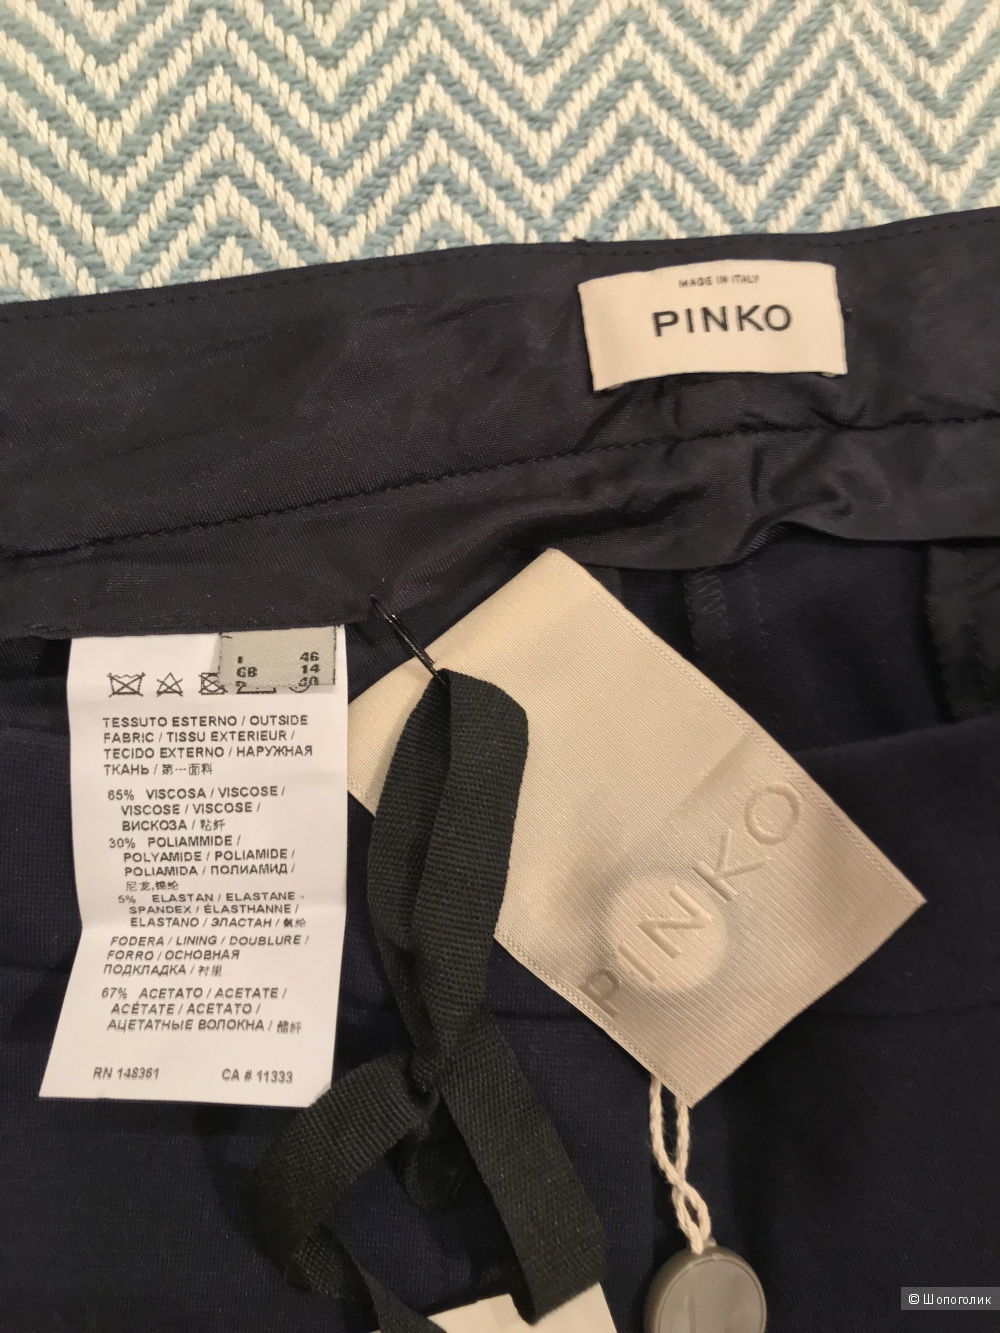 MADE IN ITALY
PINKO
I 46
GB 14
40
TESSUTO ESTERNO / OUTSIDE
FABRIC / TISSU EXTERIEUR /
TECIDO EXTERNO / НАРУЖНАЯ
ТКАНЬ / 第一面料
65% VISCOSA / VISCOSE /
VISCOSE / VISCOSE /
ВИСКОЗА / 粘纤
30% POLIAMMIDE /
POLYAMIDE / POLIAMIDE /
POLIAMIDA / ПОЛИАМИД /
尼龙,锦纶
5% ELASTAN / ELASTANE -
SPANDEX / ÉLASTHANNE /
ELASTANO / ЭЛАСТАН / 氨纶
FODERA / LINING / DOUBLURE /
FORRO / ОСНОВНАЯ
ПОДКЛАДКА / 衬里
67% ACETATO / ACETATE /
ACÉTATE / ACETATO /
АЦЕТАТНЫЕ ВОЛОКНА / 醋纤
RN 148361 CA # 11333
PINKO
© Шопоголик